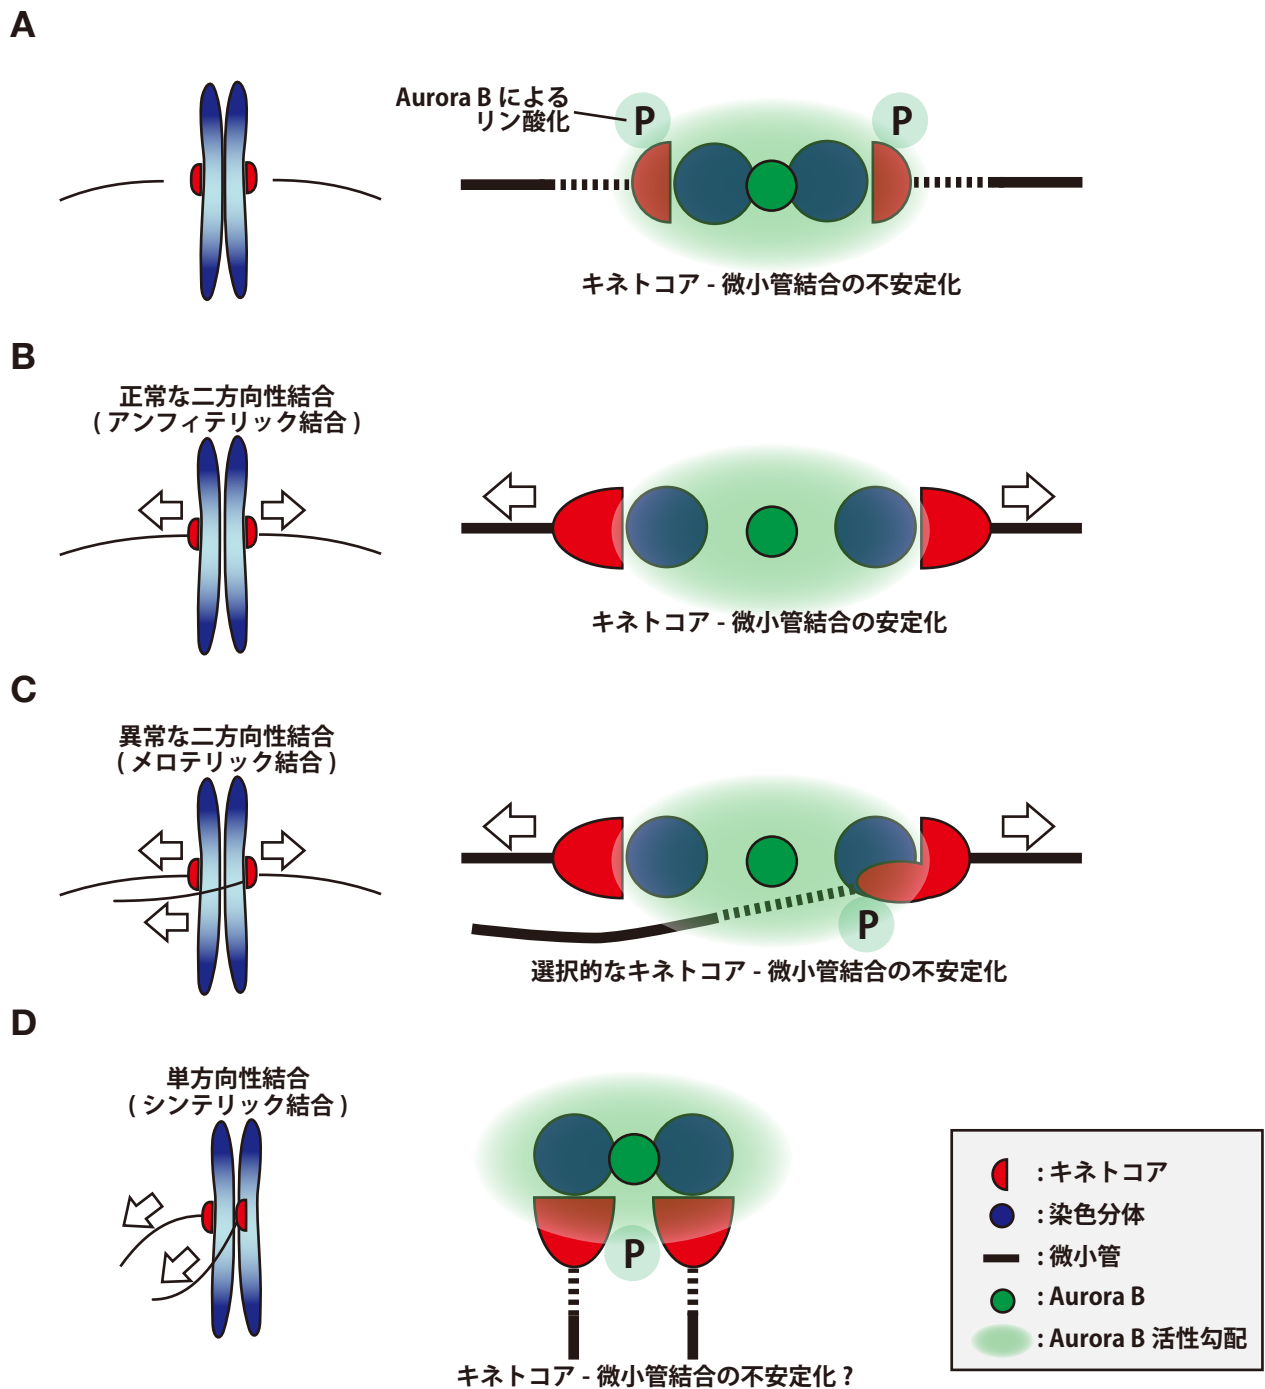 A
Aurora B による
リン酸化
P
P
キネトコア - 微小管結合の不安定化
B
正常な二方向性結合
( アンフィテリック結合 )
キネトコア - 微小管結合の安定化
C
異常な二方向性結合
( メロテリック結合 )
P
選択的なキネトコア - 微小管結合の不安定化
D
単方向性結合
( シンテリック結合 )
P
キネトコア - 微小管結合の不安定化 ?
: キネトコア
: 染色分体
: 微小管
: Aurora B
: Aurora B 活性勾配